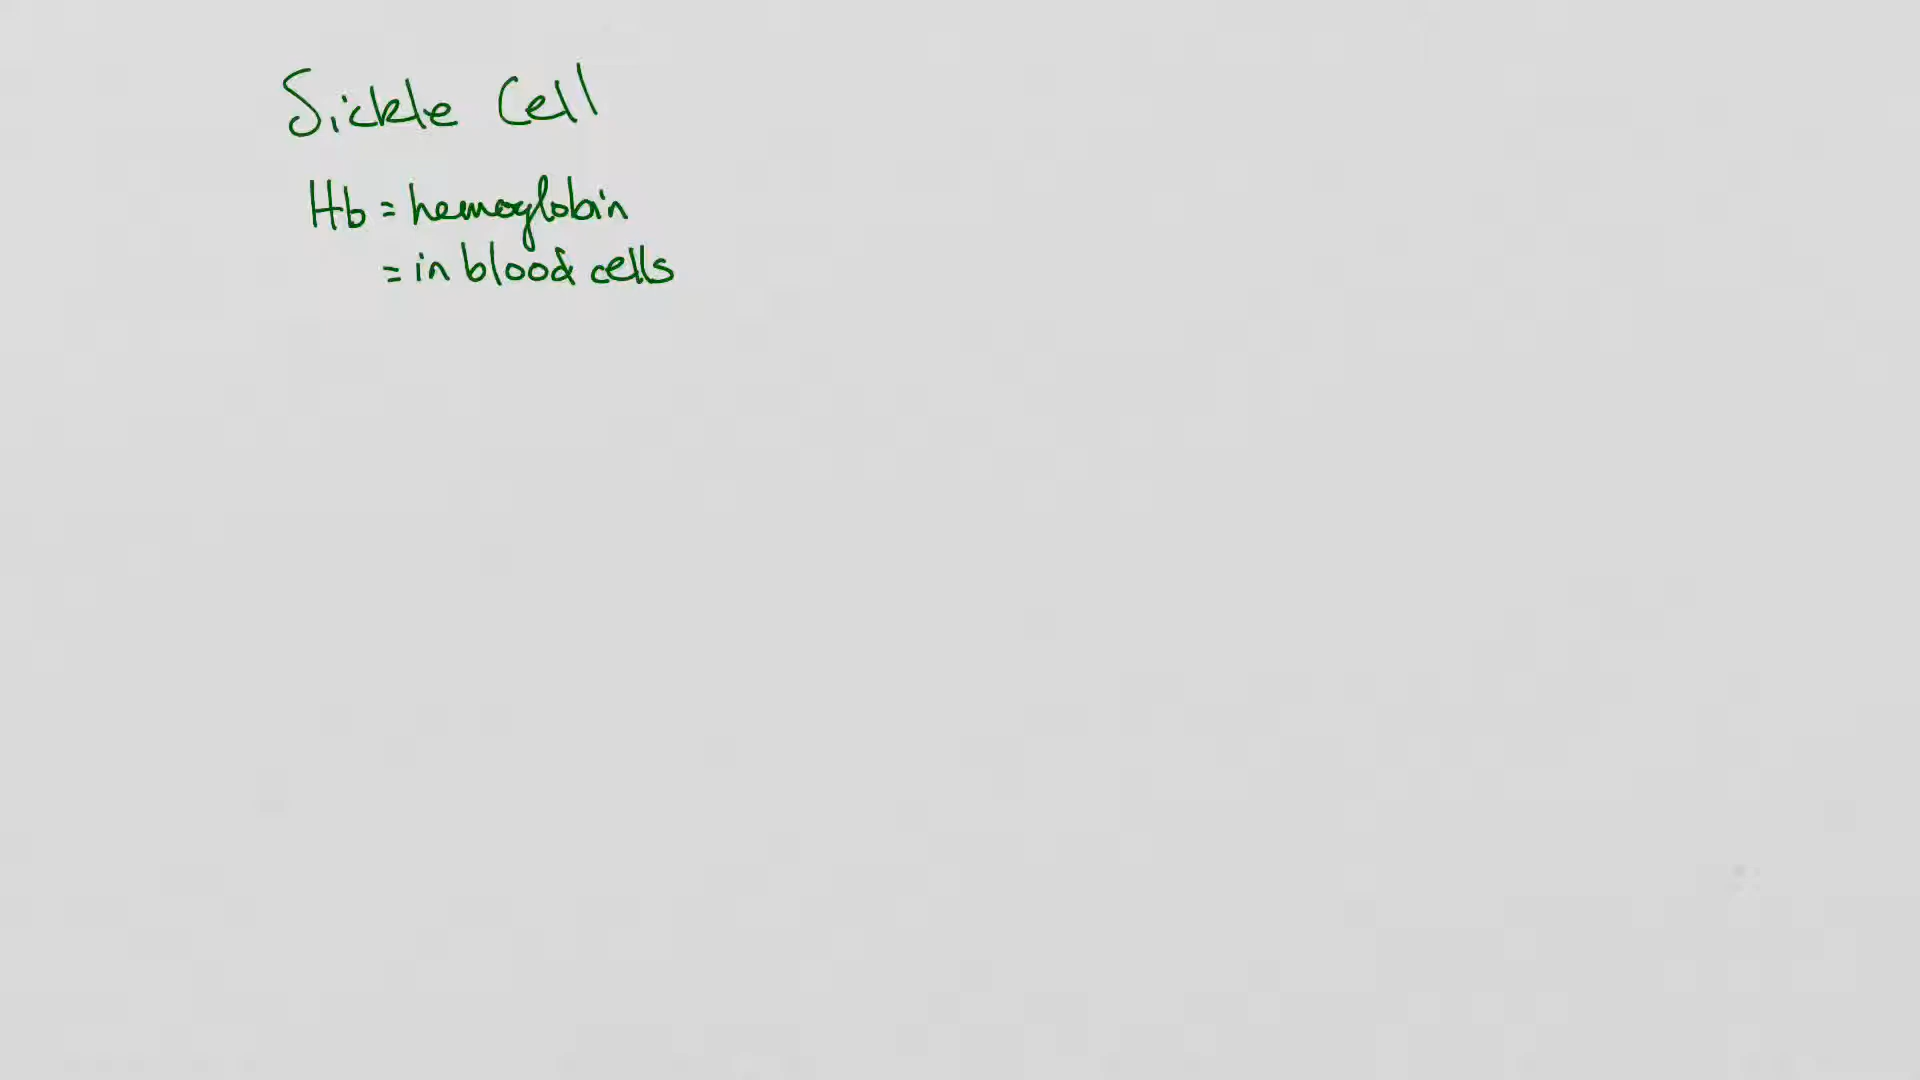 Sickle Cell
Hb = hemoglobin
= in blood cells